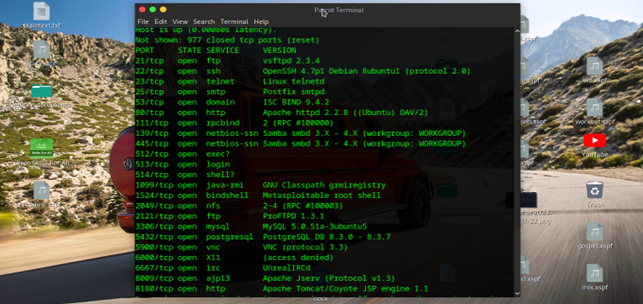 plaintext.txt
Parrot Terminal
File Edit View Search Terminal Help
Host is up (0.0000080s latency).
Not shown: 977 closed tcp ports (reset)
PORT STATE SERVICE VERSION
21/tcp open ftp vsftpd 2.3.4
22/tcp open ssh OpenSSH 4.7p1 Debian 8ubuntu1 (protocol 2.0)
23/tcp open telnet Linux telnetd
25/tcp open smtp Postfix smtpd
53/tcp open domain ISC BIND 9.4.2
80/tcp open http Apache httpd 2.2.8 ((Ubuntu) DAV/2)
111/tcp open rpcbind 2 (RPC #100000)
139/tcp open netbios-ssn Samba smbd 3.X - 4.X (workgroup: WORKGROUP)
445/tcp open netbios-ssn Samba smbd 3.X - 4.X (workgroup: WORKGROUP)
512/tcp open exec?
513/tcp open login
514/tcp open shell?
1099/tcp open java-rmi GNU Classpath grmiregistry
1524/tcp open bindshell Metasploitable root shell
2049/tcp open nfs 2-4 (RPC #100003)
2121/tcp open ftp ProFTPD 1.3.1
3306/tcp open mysql MySQL 5.0.51a-3ubuntu5
5432/tcp open postgresql PostgreSQL DB 8.3.0 - 8.3.7
5900/tcp open vnc VNC (protocol 3.3)
6000/tcp open X11 (access denied)
6667/tcp open irc UnrealIRCd
8009/tcp open ajp13 Apache Jserv (Protocol v1.3)
8180/tcp open http Apache Tomcat/Coyote JSP engine 1.1
YouTube
Trash
gospel.xspf
mix.xspf